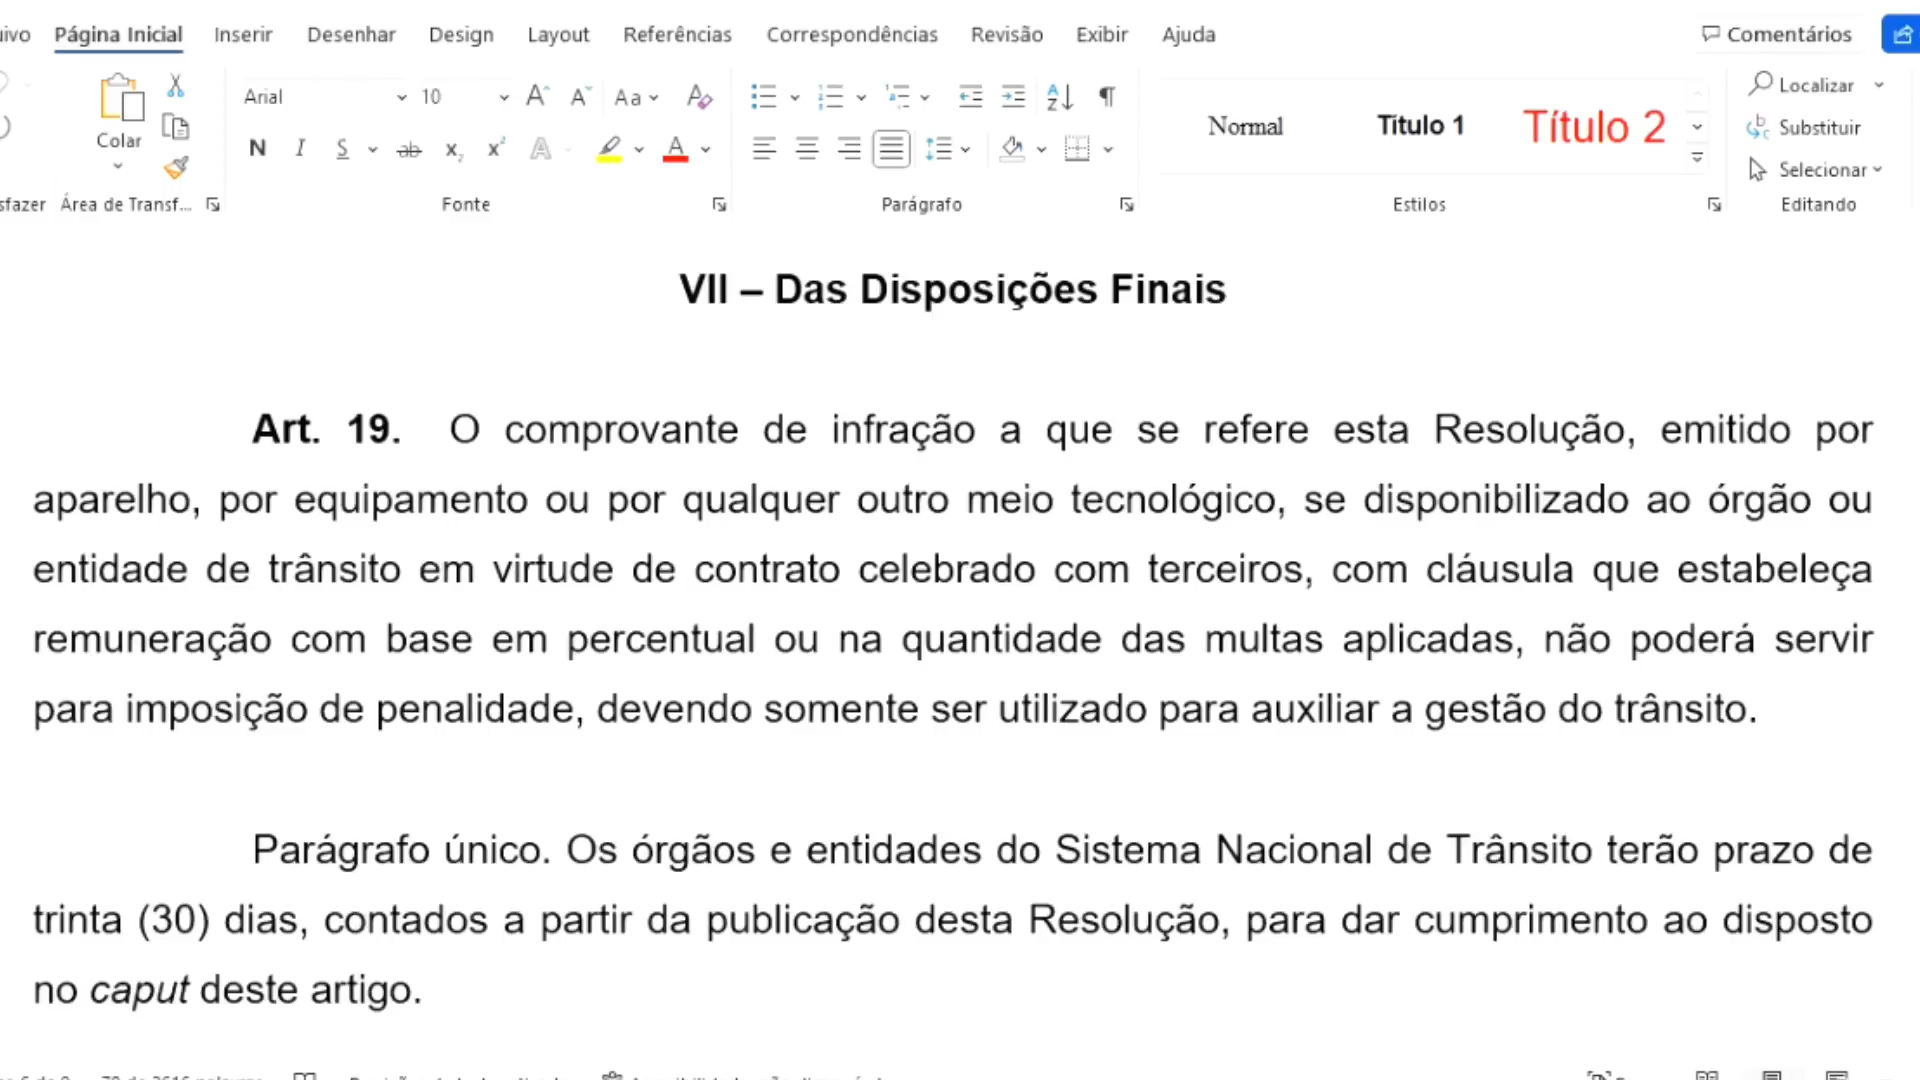 Página Inicial Inserir Desenhar Design Layout Referências Correspondências Revisão Exibir Ajuda Comentários
Colar
Arial 10
Aa
N I S ab x₂ x² A A
Normal Título 1 Título 2
Localizar
Substituir
Selecionar
Área de Transf... Fonte Parágrafo Estilos Editando
VII – Das Disposições Finais
Art. 19. O comprovante de infração a que se refere esta Resolução, emitido por
aparelho, por equipamento ou por qualquer outro meio tecnológico, se disponibilizado ao órgão ou
entidade de trânsito em virtude de contrato celebrado com terceiros, com cláusula que estabeleça
remuneração com base em percentual ou na quantidade das multas aplicadas, não poderá servir
para imposição de penalidade, devendo somente ser utilizado para auxiliar a gestão do trânsito.
Parágrafo único. Os órgãos e entidades do Sistema Nacional de Trânsito terão prazo de
trinta (30) dias, contados a partir da publicação desta Resolução, para dar cumprimento ao disposto
no caput deste artigo.